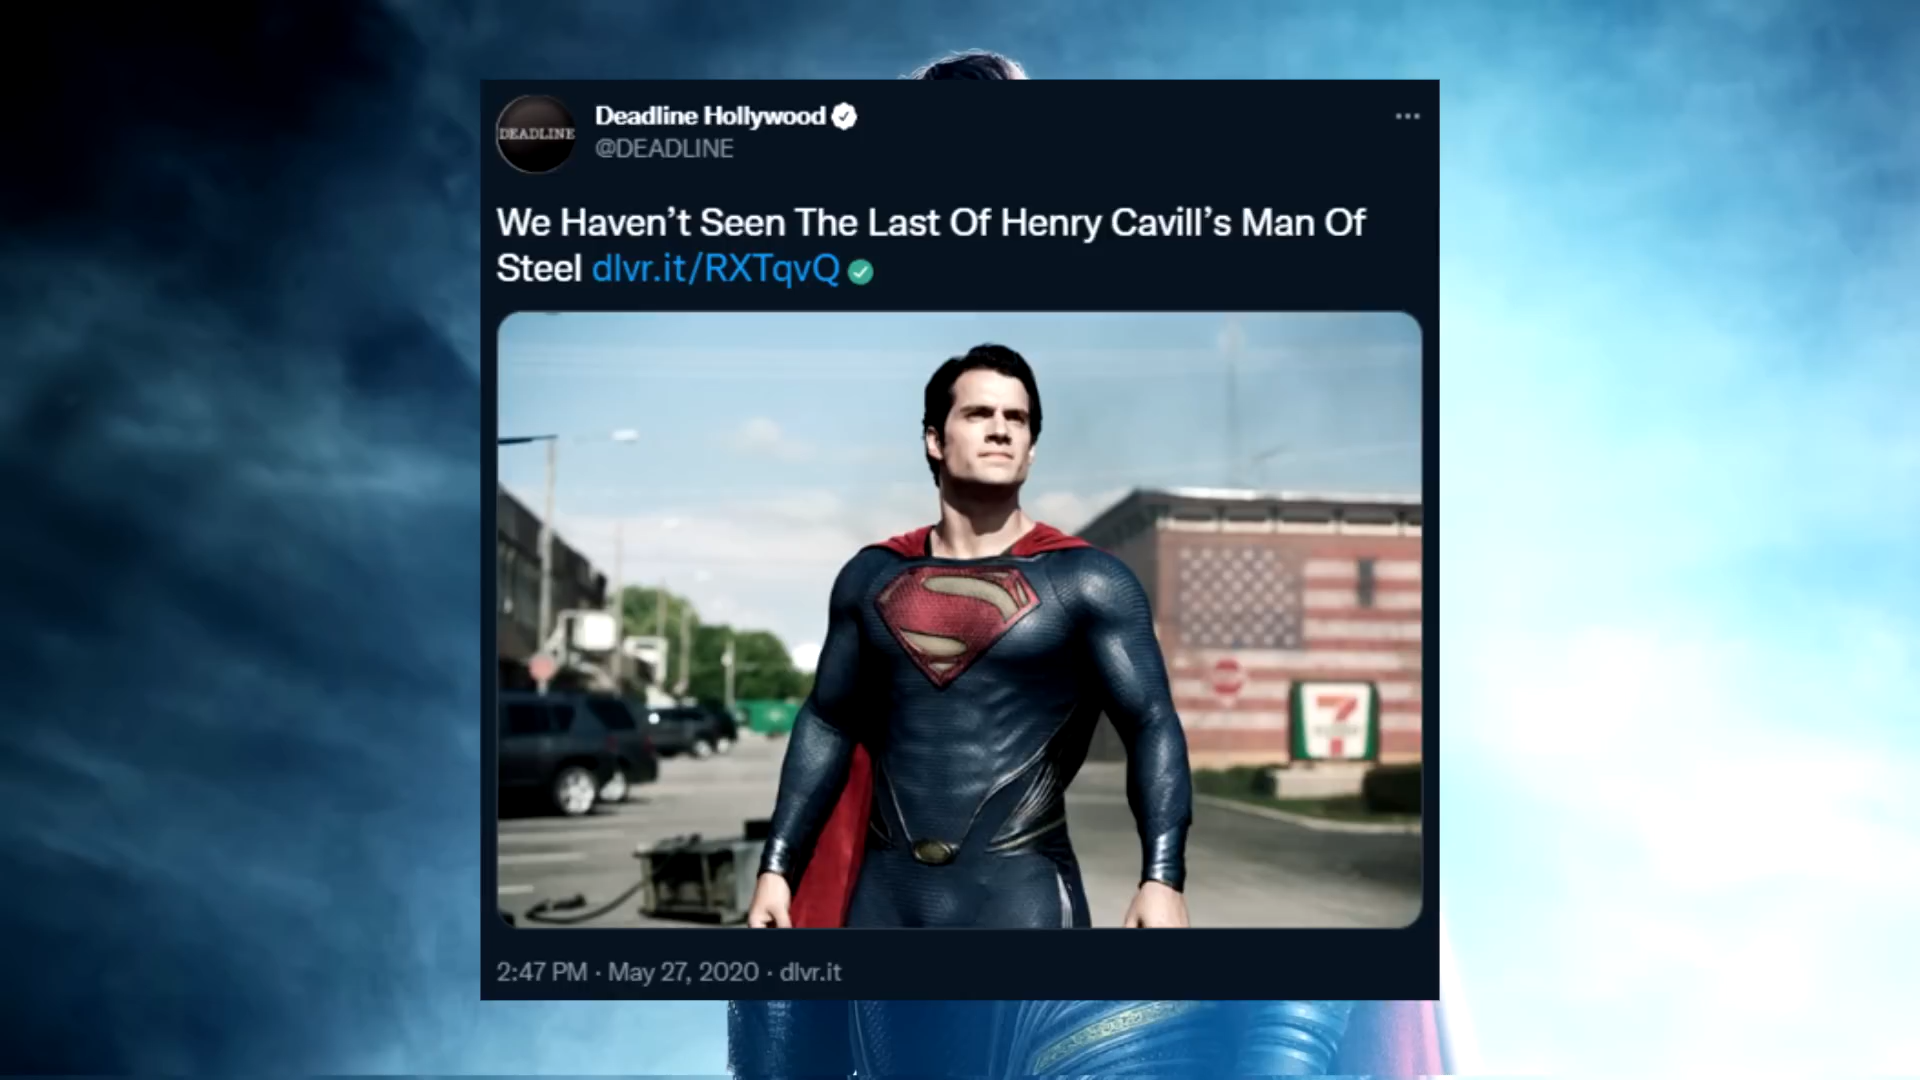 DEADLINE
Deadline Hollywood
@DEADLINE
We Haven’t Seen The Last Of Henry Cavill’s Man Of
Steel dlvr.it/RXTqvQ
7
2:47 PM · May 27, 2020 · dlvr.it